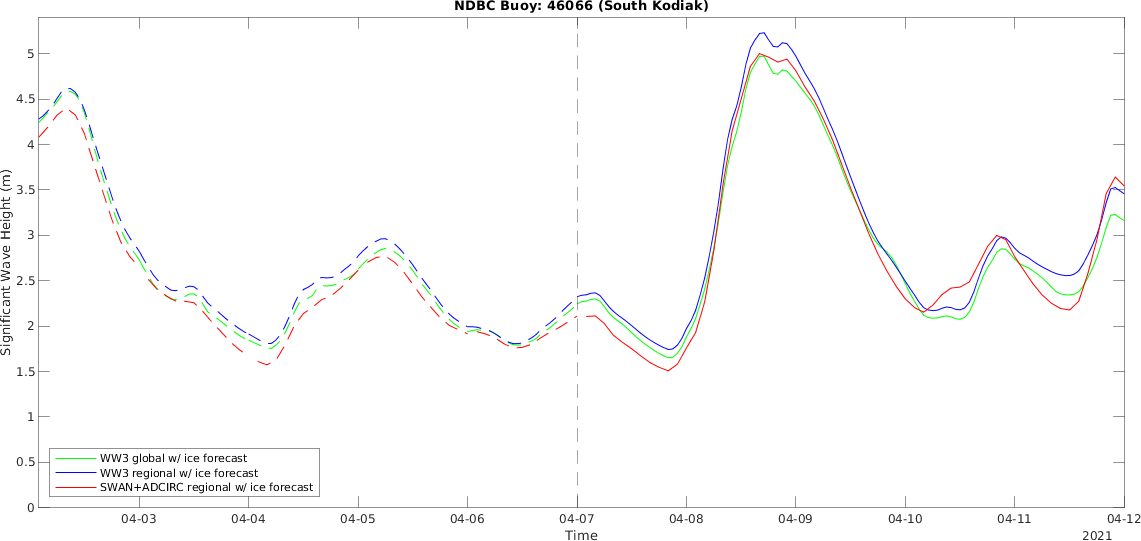 NDBC Buoy: 46066 (South Kodiak)
Significant Wave Height (m)
5
4.5
4
3.5
3
2.5
2
1.5
1
0.5
0
WW3 global w/ ice forecast
WW3 regional w/ ice forecast
SWAN+ADCIRC regional w/ ice forecast
04-03 04-04 04-05 04-06 04-07 04-08 04-09 04-10 04-11 04-12
Time
2021